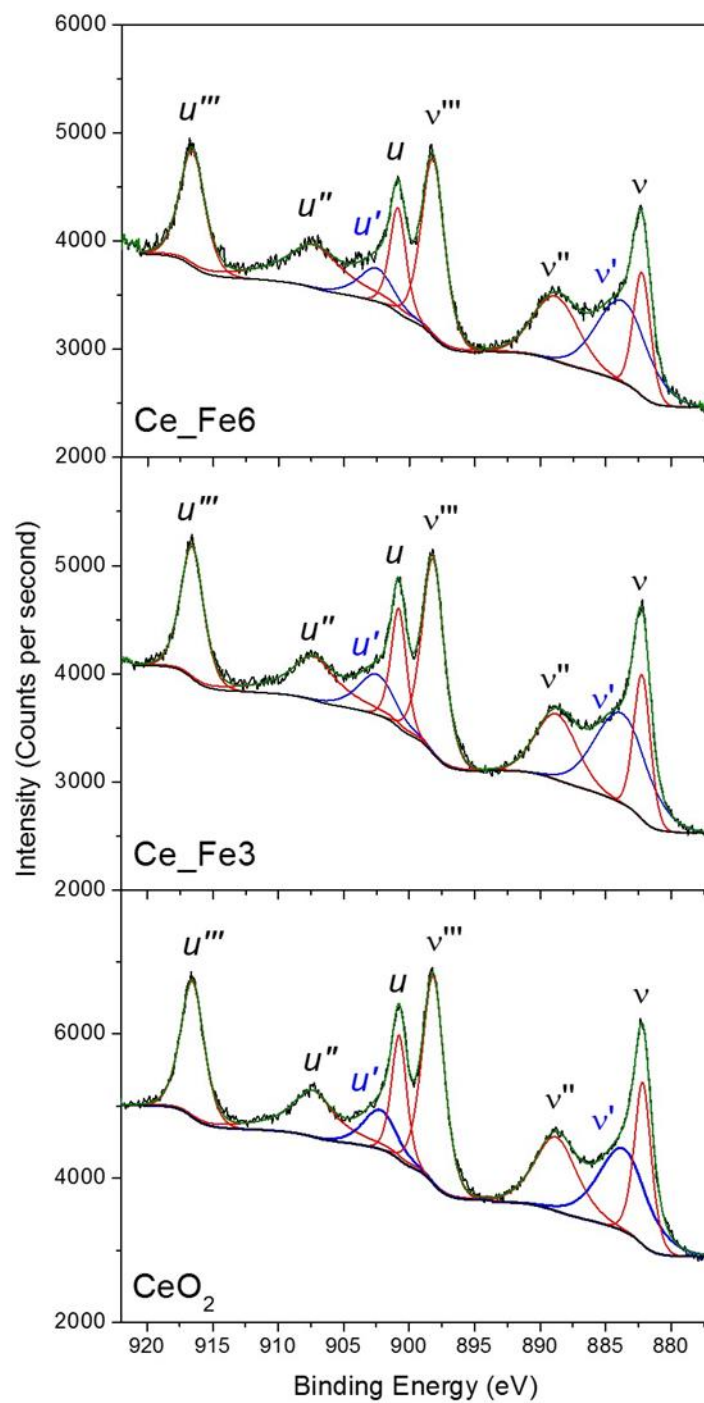 6000
5000
4000
3000
2000
u''' u'' u' u ν''' ν'' ν' ν
Ce_Fe6
5000
4000
3000
2000
u''' u'' u' u ν''' ν'' ν' ν
Ce_Fe3
6000
4000
2000
u''' u'' u' u ν''' ν'' ν' ν
CeO₂
920 915 910 905 900 895 890 885 880
Binding Energy (eV)
Intensity (Counts per second)